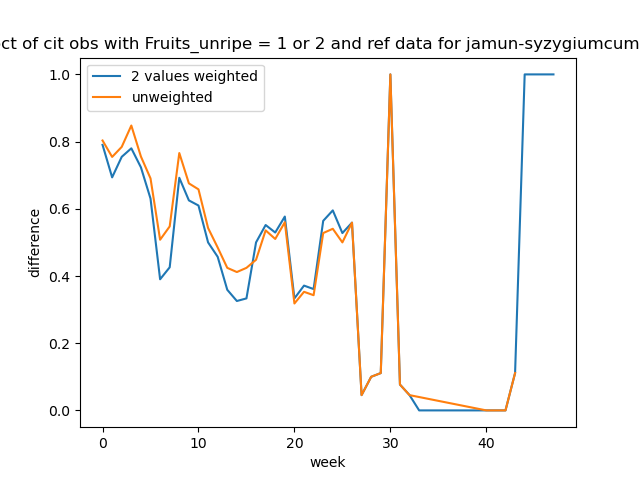 ct of cit obs with Fruits_unripe = 1 or 2 and ref data for jamun-syzygiumcum
2 values weighted
unweighted
1.0
0.8
0.6
0.4
0.2
0.0
difference
0 10 20 30 40
week